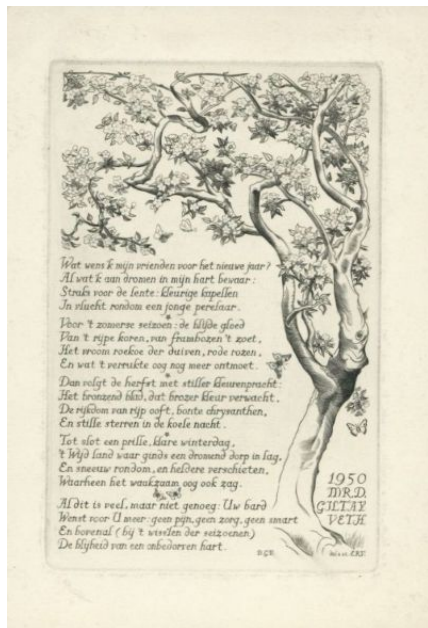 Wat wens 'k mijn vrienden voor het nieuwe jaar?
Al wat 'k aan dromen in mijn hart bewaar:
Straks voor de lente: kleurige kapellen
In vlucht rondom een jonge perelaar.
Voor 't zomerse seizoen: de blijde gloed
Van 't rijpe koren, van frambozen 't zoet,
Het vroom roekoe der duiven, rode rozen,
En wat 't verrukte oog nog meer ontmoet.
Dan volgt de herfst met stiller kleurenpracht:
Het bronzend blad, dat brozer kleur verwacht,
De rijkdom van rijp ooft, bonte chrysanthen,
En stille sterren in de koele nacht.
Tot slot een prille, klare winterdag,
't Wijd land waar ginds een dromend dorp in lag,
En sneeuw rondom, en heldere verschieten,
Waarheen het waakzaam oog ook zag.
Al dit is veel, maar niet genoeg: Uw bard
Wenst voor U meer: geen pijn, geen zorg, geen smart
En bovenal (bij 't wisselen der seizoenen)
De blijheid van een onbedorven hart.
1950
MR.D.
GILTAY
VETH
D.G.V.